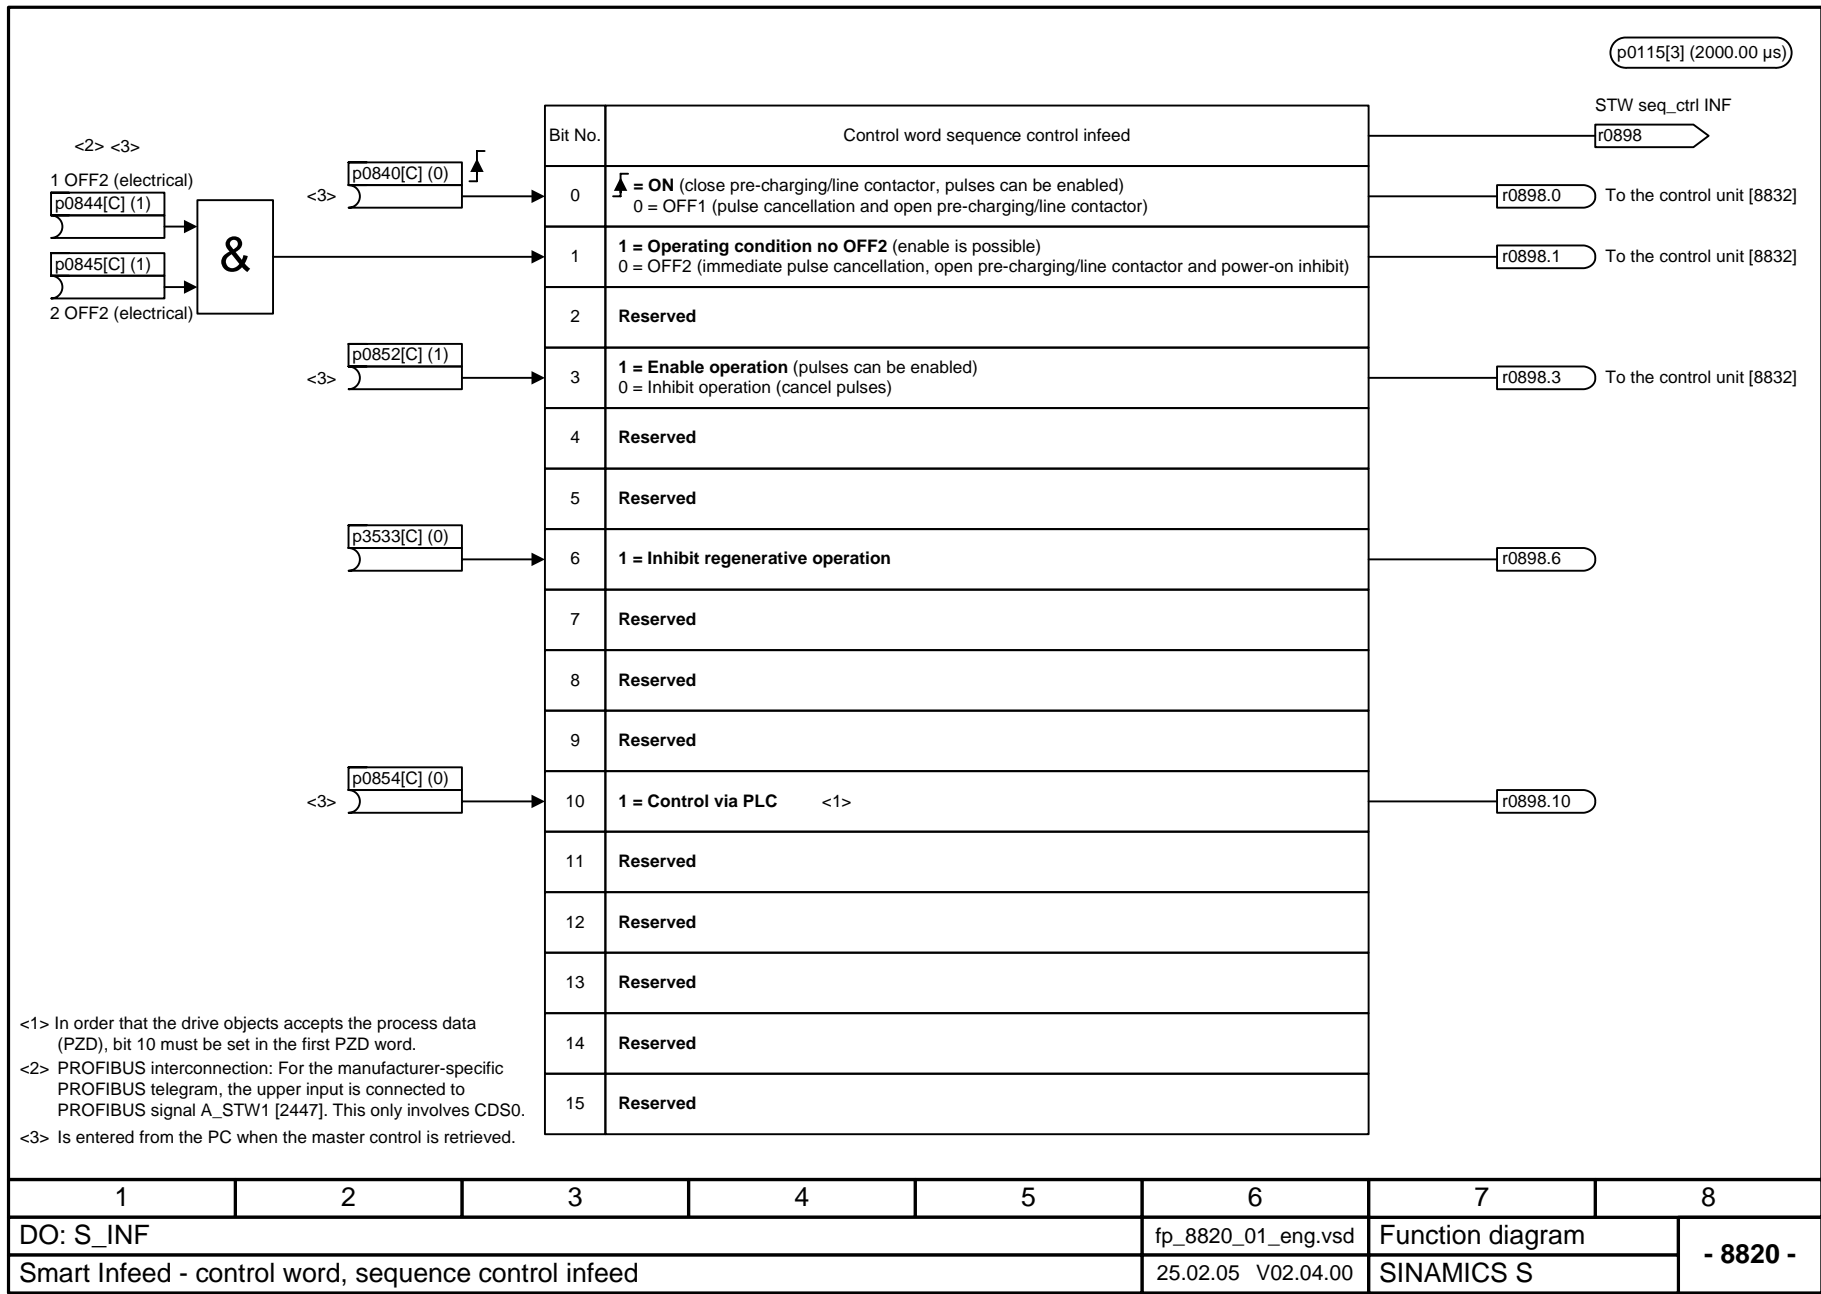 p0115[3] (2000.00 µs)
STW seq_ctrl INF
Bit No. Control word sequence control infeed r0898
<2> <3>
1 OFF2 (electrical)
p0844[C] (1)
&
p0845[C] (1)
2 OFF2 (electrical)
p0840[C] (0)
<3>
0 = ON (close pre-charging/line contactor, pulses can be enabled)
0 = OFF1 (pulse cancellation and open pre-charging/line contactor)
r0898.0 To the control unit [8832]
1 1 = Operating condition no OFF2 (enable is possible)
0 = OFF2 (immediate pulse cancellation, open pre-charging/line contactor and power-on inhibit)
r0898.1 To the control unit [8832]
2 Reserved
p0852[C] (1)
<3>
3 1 = Enable operation (pulses can be enabled)
0 = Inhibit operation (cancel pulses)
r0898.3 To the control unit [8832]
4 Reserved
5 Reserved
p3533[C] (0)
6 1 = Inhibit regenerative operation r0898.6
7 Reserved
8 Reserved
9 Reserved
p0854[C] (0)
<3>
10 1 = Control via PLC <1> r0898.10
11 Reserved
12 Reserved
13 Reserved
14 Reserved
15 Reserved
<1> In order that the drive objects accepts the process data
(PZD), bit 10 must be set in the first PZD word.
<2> PROFIBUS interconnection: For the manufacturer-specific
PROFIBUS telegram, the upper input is connected to
PROFIBUS signal A_STW1 [2447]. This only involves CDS0.
<3> Is entered from the PC when the master control is retrieved.
1 2 3 4 5 6 7 8
DO: S_INF fp_8820_01_eng.vsd Function diagram
- 8820 -
Smart Infeed - control word, sequence control infeed 25.02.05 V02.04.00 SINAMICS S